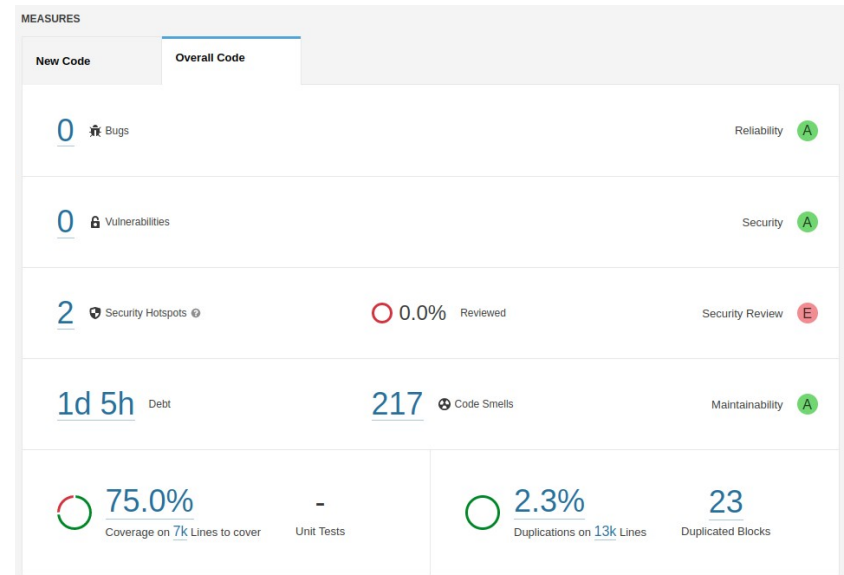 MEASURES
New Code
Overall Code
0 Bugs
Reliability A
0 Vulnerabilities
Security A
2 Security Hotspots ?
0.0% Reviewed
Security Review E
1d 5h Debt
217 Code Smells
Maintainability A
75.0%
Coverage on 7k Lines to cover
-
Unit Tests
2.3%
Duplications on 13k Lines
23
Duplicated Blocks